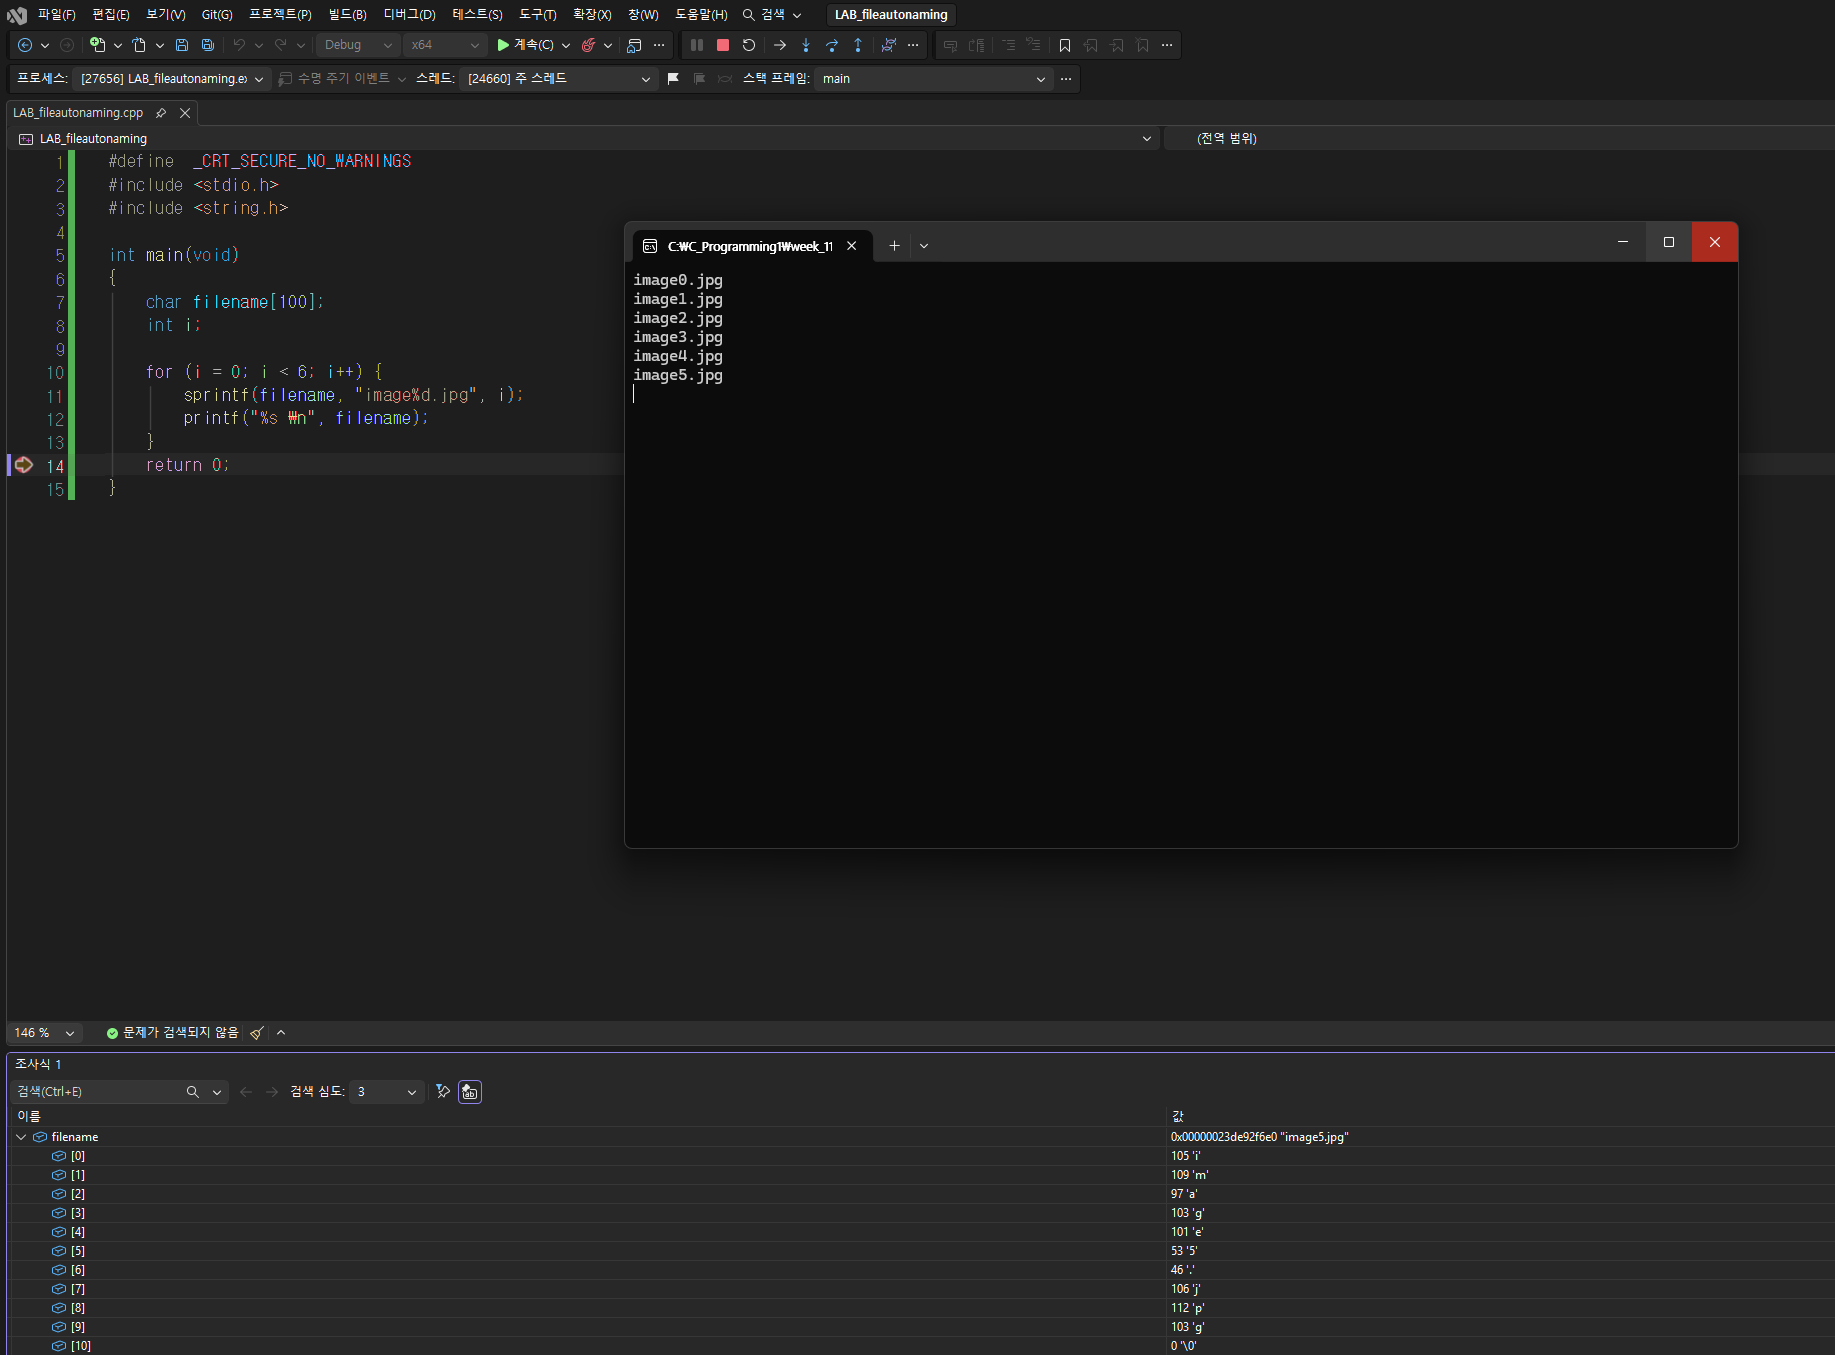 파일(F) 편집(E) 보기(V) Git(G) 프로젝트(P) 빌드(B) 디버그(D) 테스트(S) 도구(T) 확장(X) 창(W) 도움말(H) 검색 LAB_fileautonaming
Debug x64 계속(C)
프로세스: [27656] LAB_fileautonaming.ex 수명 주기 이벤트 스레드: [24660] 주 스레드 스택 프레임: main
LAB_fileautonaming.cpp
LAB_fileautonaming (전역 범위)
1 #define _CRT_SECURE_NO_WARNINGS
2 #include <stdio.h>
3 #include <string.h>
4
5 int main(void)
6 {
7 char filename[100];
8 int i;
9
10 for (i = 0; i < 6; i++) {
11 sprintf(filename, "image%d.jpg", i);
12 printf("%s ₩n", filename);
13 }
14 return 0;
15 }
C:₩C_Programming1₩week_11
image0.jpg
image1.jpg
image2.jpg
image3.jpg
image4.jpg
image5.jpg
146 % 문제가 검색되지 않음
조사식 1
검색(Ctrl+E) 검색 심도: 3
이름 값
filename 0x00000023de92f6e0 "image5.jpg"
[0] 105 'i'
[1] 109 'm'
[2] 97 'a'
[3] 103 'g'
[4] 101 'e'
[5] 53 '5'
[6] 46 '.'
[7] 106 'j'
[8] 112 'p'
[9] 103 'g'
[10] 0 '\0'